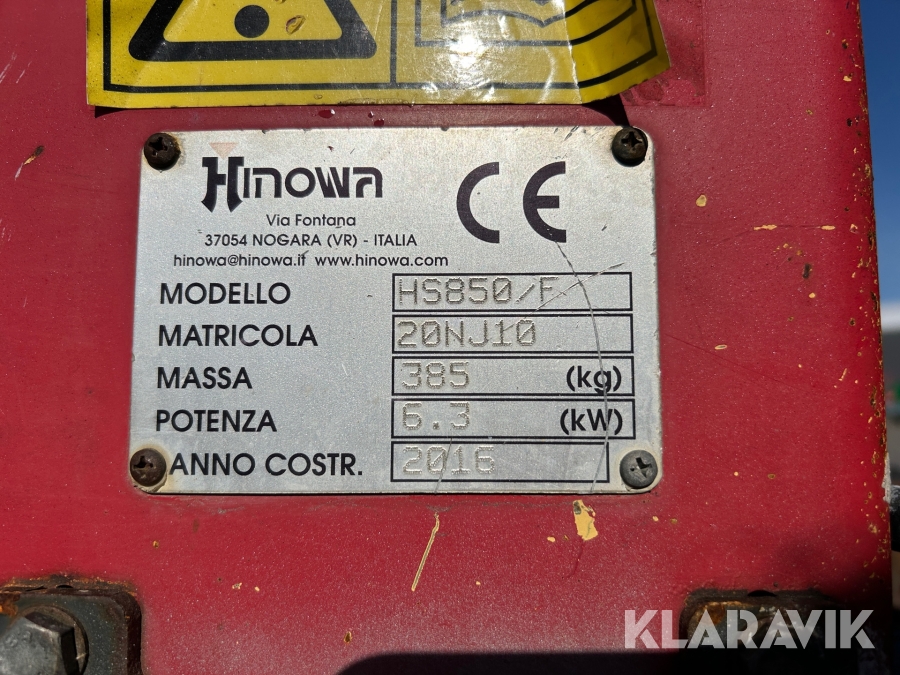 HINOWA
CE
Via Fontana
37054 NOGARA (VR) - ITALIA
hinowa@hinowa.it www.hinowa.com
MODELLO HS850/F
MATRICOLA 20NJ10
MASSA 385 (kg)
POTENZA 6.3 (kW)
ANNO COSTR. 2016
KLARAVIK